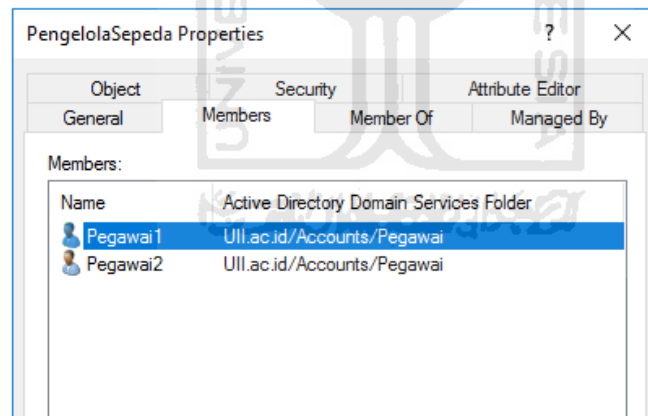 PengelolaSepeda Properties ? ×
Object Security Attribute Editor
General Members Member Of Managed By
Members:
Name Active Directory Domain Services Folder
Pegawai1 UII.ac.id/Accounts/Pegawai
Pegawai2 UII.ac.id/Accounts/Pegawai